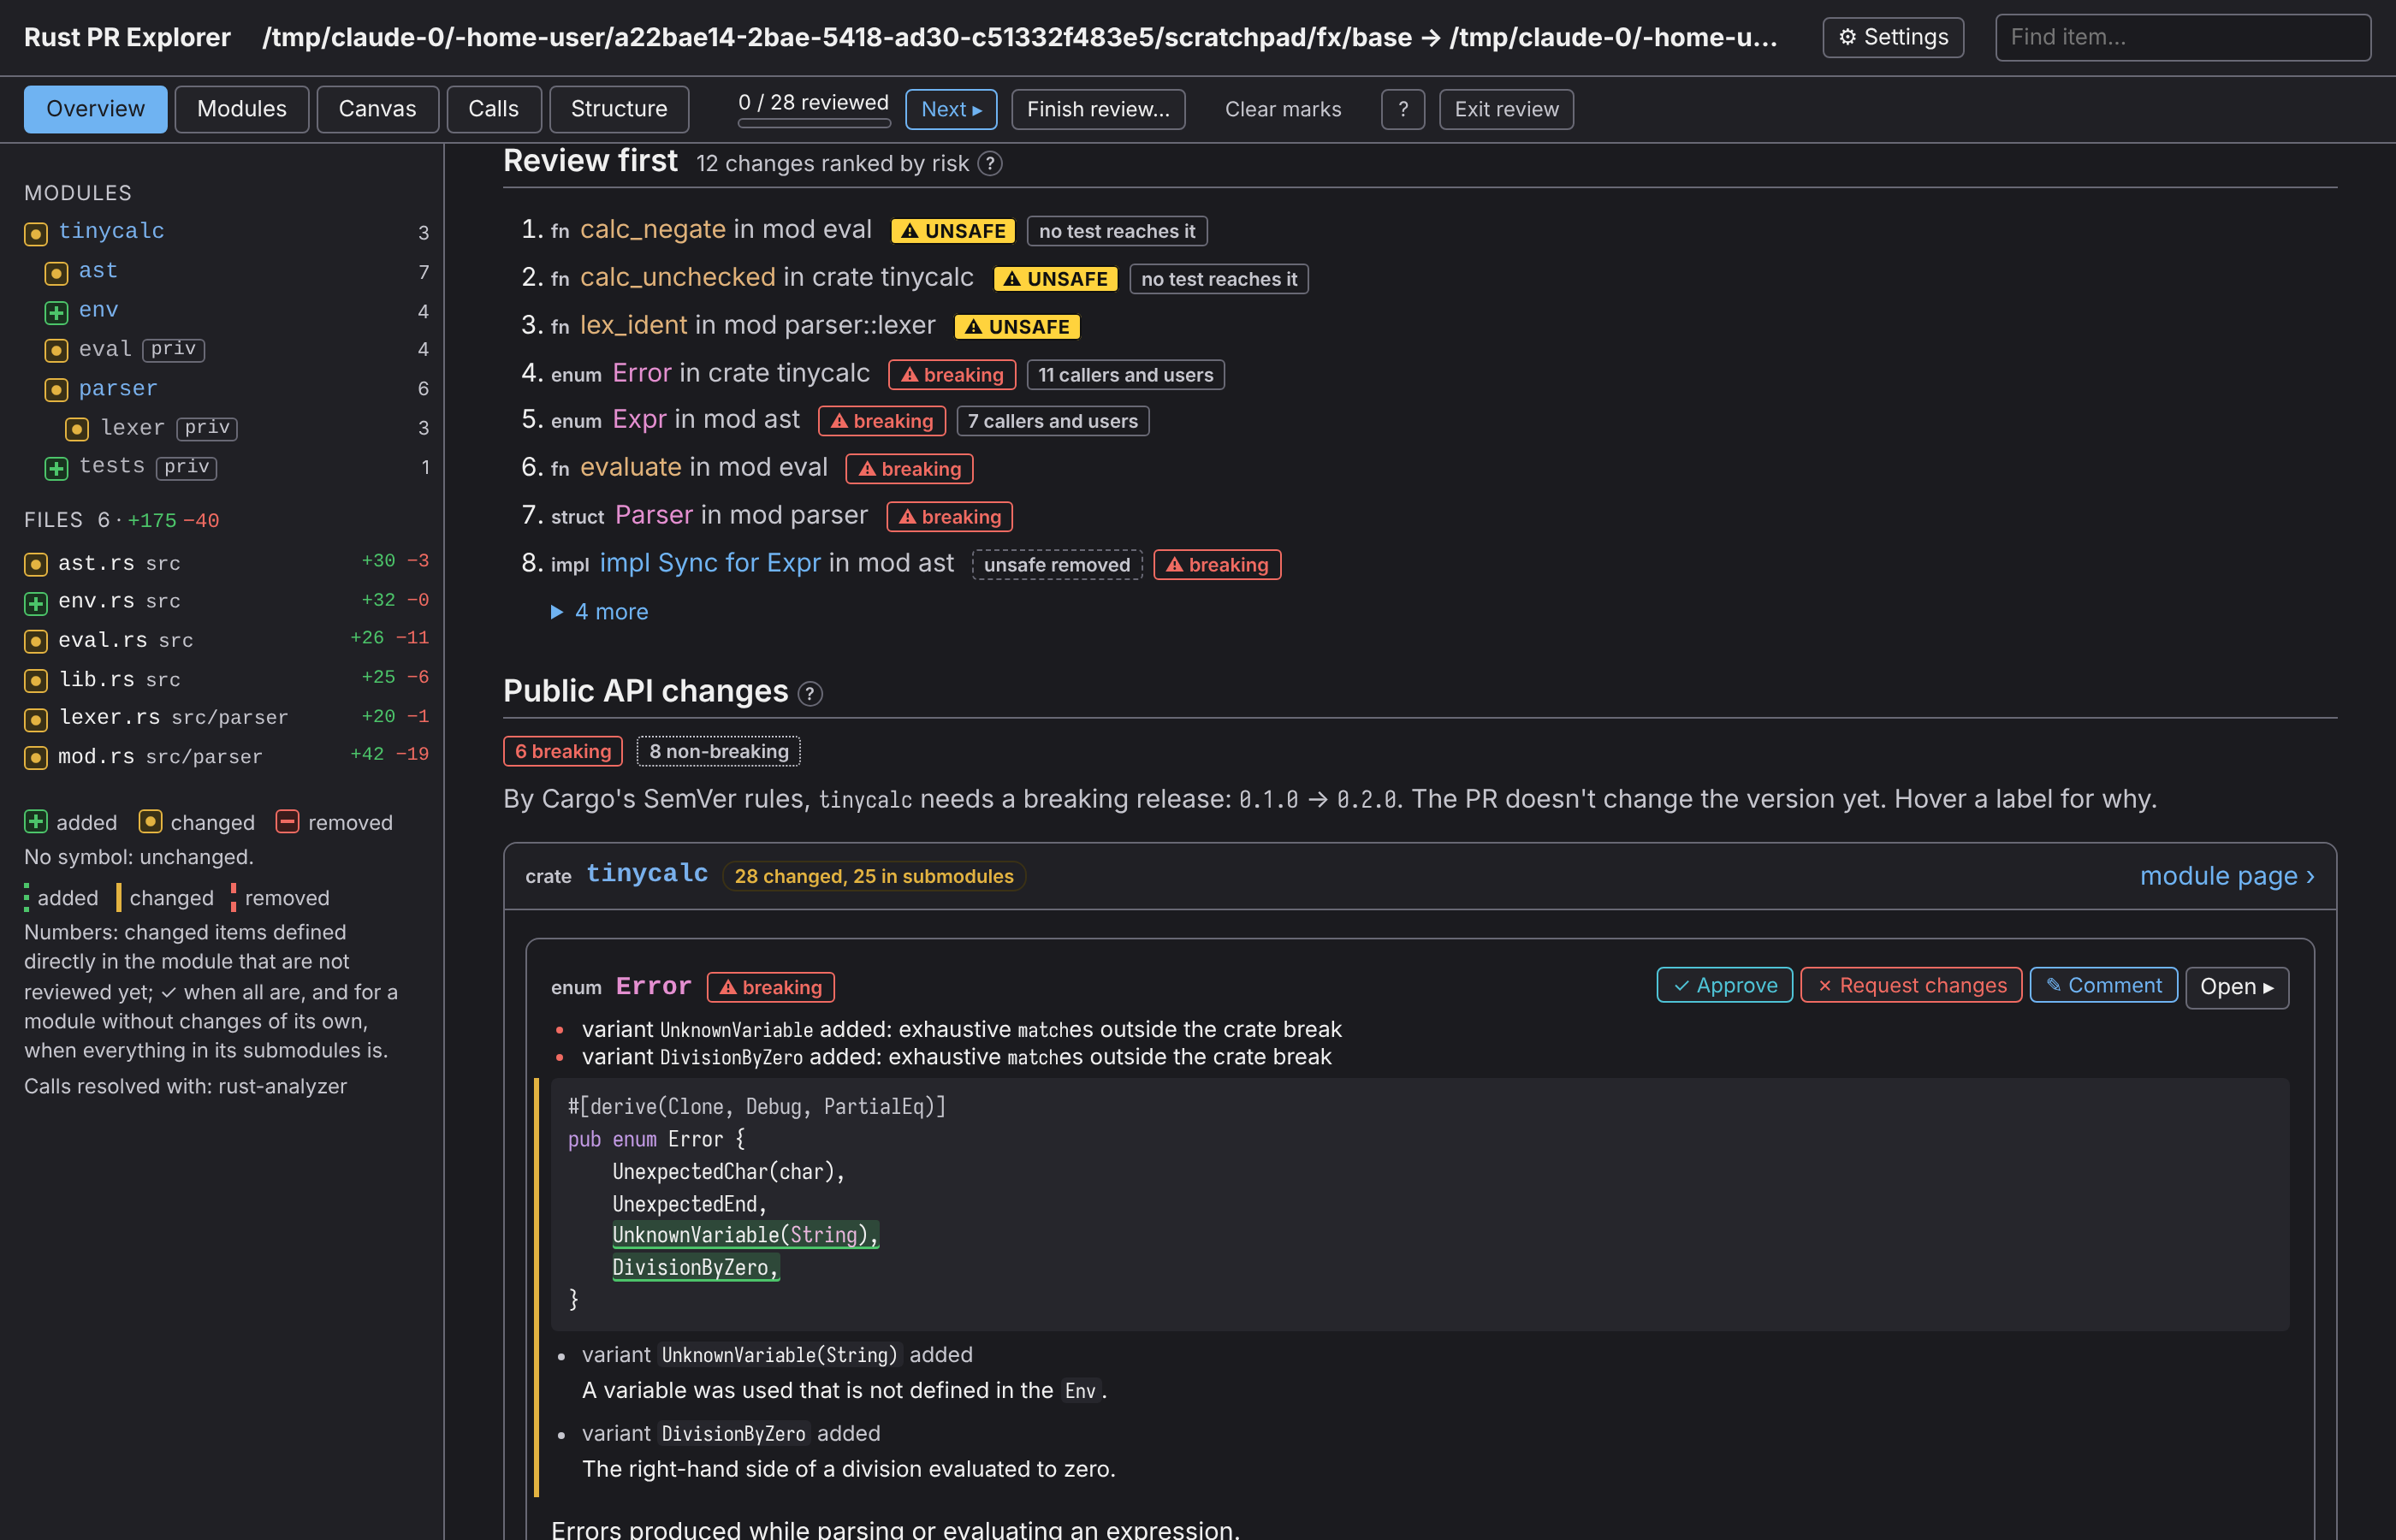 Rust PR Explorer /tmp/claude-0/-home-user/a22bae14-2bae-5418-ad30-c51332f483e5/scratchpad/fx/base → /tmp/claude-0/-home-u... ⚙ Settings Find item...
Overview Modules Canvas Calls Structure 0 / 28 reviewed Next ▸ Finish review... Clear marks ? Exit review
MODULES
tinycalc 3
ast 7
env 4
eval priv 4
parser 6
lexer priv 3
tests priv 1
FILES 6 · +175 −40
ast.rs src +30 −3
env.rs src +32 −0
eval.rs src +26 −11
lib.rs src +25 −6
lexer.rs src/parser +20 −1
mod.rs src/parser +42 −19
added changed removed
No symbol: unchanged.
added changed removed
Numbers: changed items defined
directly in the module that are not
reviewed yet; ✓ when all are, and for a
module without changes of its own,
when everything in its submodules is.
Calls resolved with: rust-analyzer
Review first 12 changes ranked by risk ?
1. fn calc_negate in mod eval ⚠ UNSAFE no test reaches it
2. fn calc_unchecked in crate tinycalc ⚠ UNSAFE no test reaches it
3. fn lex_ident in mod parser::lexer ⚠ UNSAFE
4. enum Error in crate tinycalc ⚠ breaking 11 callers and users
5. enum Expr in mod ast ⚠ breaking 7 callers and users
6. fn evaluate in mod eval ⚠ breaking
7. struct Parser in mod parser ⚠ breaking
8. impl impl Sync for Expr in mod ast unsafe removed ⚠ breaking
▶ 4 more
Public API changes ?
6 breaking 8 non-breaking
By Cargo's SemVer rules, tinycalc needs a breaking release: 0.1.0 → 0.2.0. The PR doesn't change the version yet. Hover a label for why.
crate tinycalc 28 changed, 25 in submodules module page ›
enum Error ⚠ breaking ✓ Approve × Request changes ✎ Comment Open ▸
• variant UnknownVariable added: exhaustive matches outside the crate break
• variant DivisionByZero added: exhaustive matches outside the crate break
#[derive(Clone, Debug, PartialEq)]
pub enum Error {
UnexpectedChar(char),
UnexpectedEnd,
UnknownVariable(String),
DivisionByZero,
}
• variant UnknownVariable(String) added
A variable was used that is not defined in the Env.
• variant DivisionByZero added
The right-hand side of a division evaluated to zero.
Errors produced while parsing or evaluating an expression.